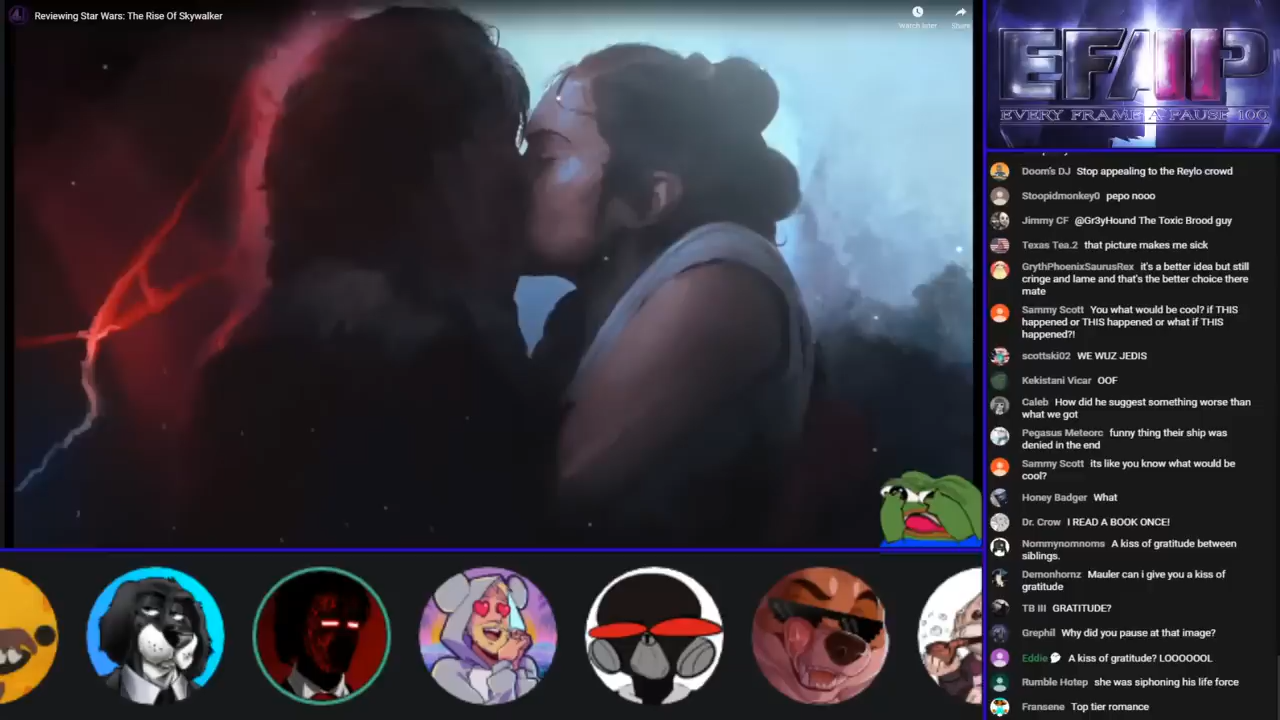 Reviewing Star Wars: The Rise Of Skywalker
Watch later
Share
EFAP
EVERY FRAME A PAUSE 100
Doom's DJ Stop appealing to the Reylo crowd
Stoopidmonkey0 pepo nooo
Jimmy CF @Gr3yHound The Toxic Brood guy
Texas Tea.2 that picture makes me sick
GrythPhoenixSaurusRex it's a better idea but still
cringe and lame and that's the better choice there
mate
Sammy Scott You what would be cool? if THIS
happened or THIS happened or what if THIS
happened?!
scottski02 WE WUZ JEDIS
Kekistani Vicar OOF
Caleb How did he suggest something worse than
what we got
Pegasus Meteorc funny thing their ship was
denied in the end
Sammy Scott its like you know what would be
cool?
Honey Badger What
Dr. Crow I READ A BOOK ONCE!
Nommynomnoms A kiss of gratitude between
siblings.
Demonhornz Mauler can i give you a kiss of
gratitude
TB III GRATITUDE?
Grephil Why did you pause at that image?
Eddie A kiss of gratitude? LOOOOOL
Rumble Hotep she was siphoning his life force
Fransene Top tier romance